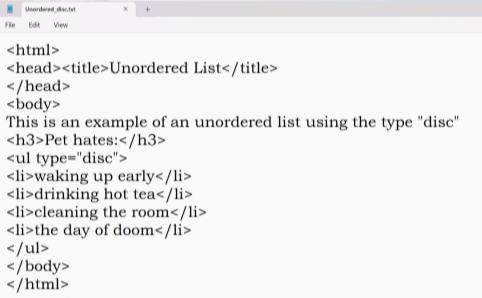 Unordered_disc.txt
File Edit View
<html>
<head><title>Unordered List</title>
</head>
<body>
This is an example of an unordered list using the type "disc"
<h3>Pet hates:</h3>
<ul type="disc">
<li>waking up early</li>
<li>drinking hot tea</li>
<li>cleaning the room</li>
<li>the day of doom</li>
</ul>
</body>
</html>